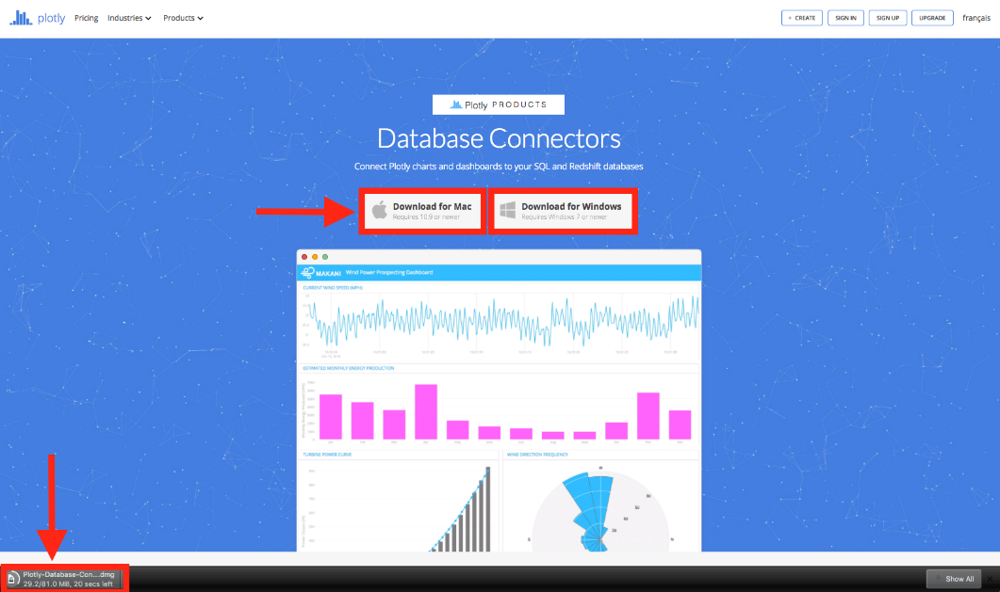 plotly
Pricing
Industries
Products
+ CREATE
SIGN IN
SIGN UP
UPGRADE
français
Plotly PRODUCTS
Database Connectors
Connect Plotly charts and dashboards to your SQL and Redshift databases
Download for Mac
Requires 10.9 or newer
Download for Windows
Requires Windows 7 or newer
MAKANI
Wind Power Prospecting Dashboard
CURRENT WIND SPEED (MPH)
ESTIMATED MONTHLY ENERGY PRODUCTION
TURBINE POWER CURVE
WIND DIRECTION FREQUENCY
Plotly-Database-Con....dmg
29.2/81.0 MB, 20 secs left
Show All